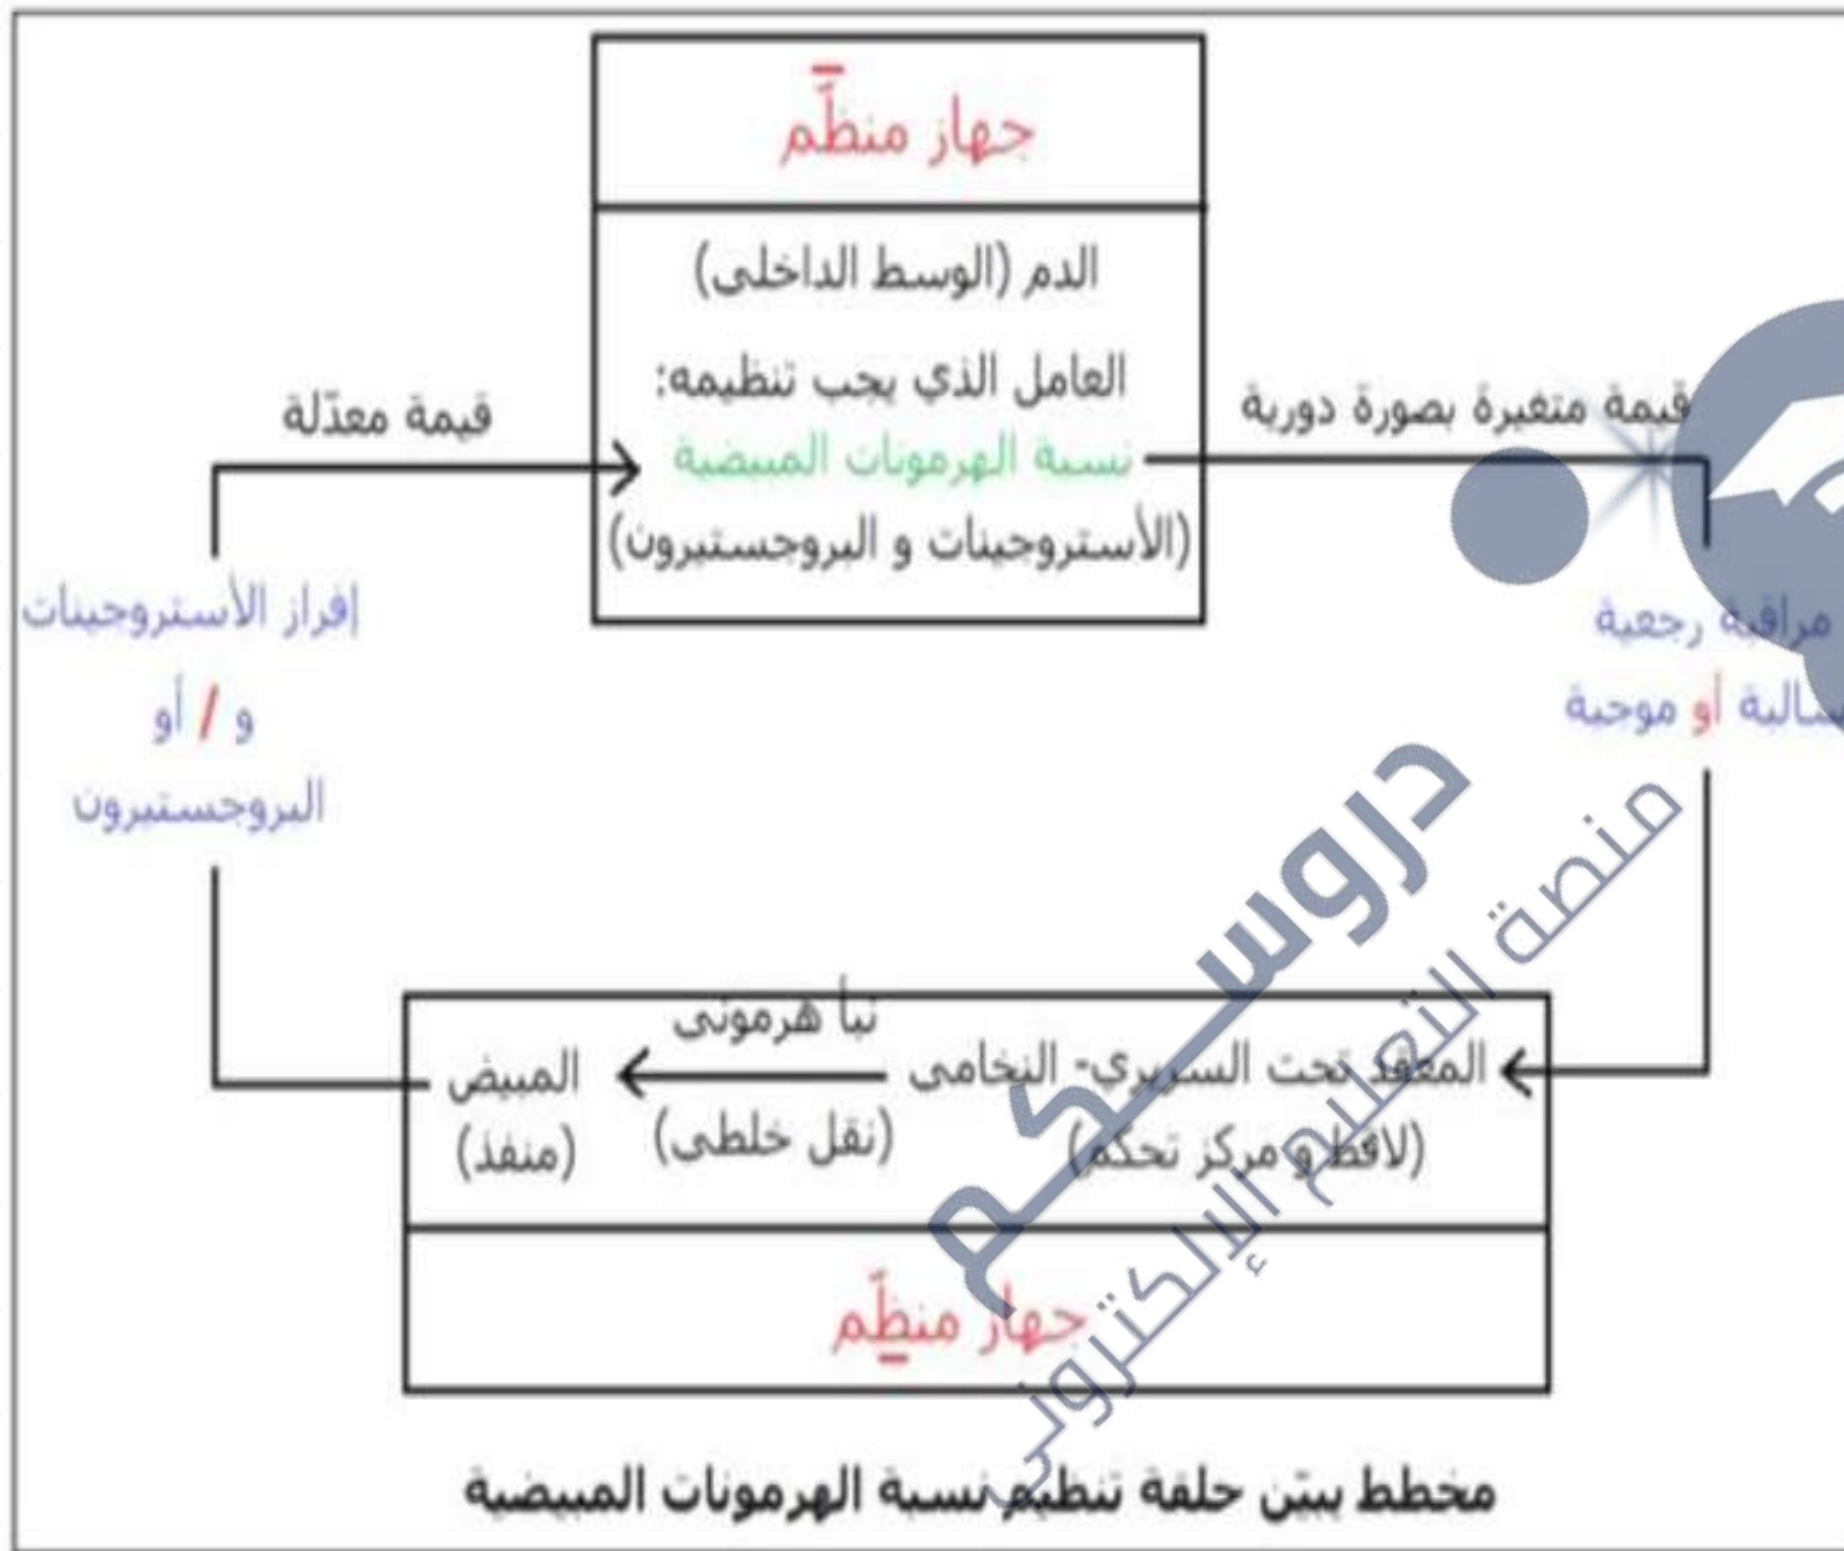 جهاز منظَّم
الدم (الوسط الداخلي)
العامل الذي يجب تنظيمه:
نسبة الهرمونات المبيضية
(الأستروجينات و البروجستيرون)
قيمة متغيرة بصورة دورية
مراقبة رجعية
سالبة أو موجبة
المعقد تحت السريري- النخامي
(لاقط و مركز تحكم)
نبأ هرموني
(نقل خلطي)
المبيض
(منفذ)
جهاز منظِّم
إفراز الأستروجينات
و / أو
البروجستيرون
قيمة معدّلة
مخطط يبيّن حلقة تنظيم نسبة الهرمونات المبيضية
دروسكم
منصة التعليم الإلكتروني